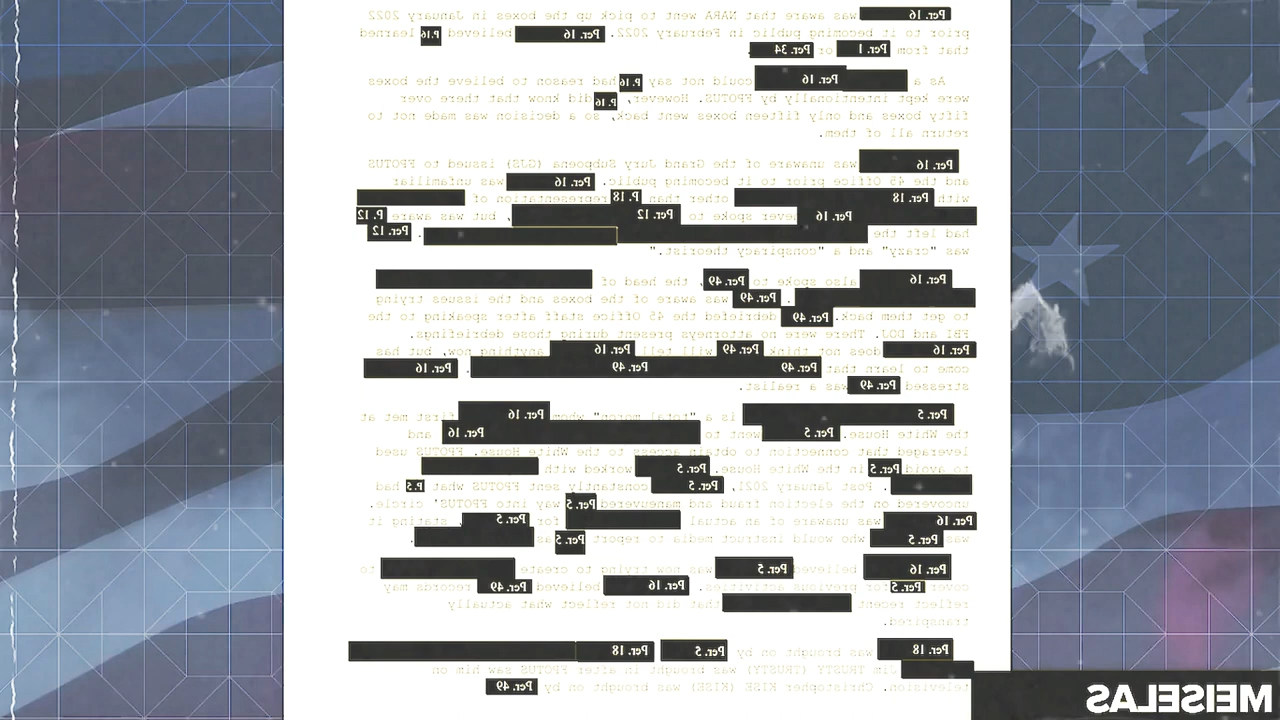 Per. 16 was aware that NARA went to pick up the boxes in January 2022
prior to it becoming public in February 2022. Per. 16 believed P.16 learned
that from Per. 1 or Per. 34.
As a Per. 16 could not say P.16 had reason to believe the boxes
were kept intentionally by FPOTUS. However, P.16 did know that there over
fifty boxes and only fifteen boxes went back, so a decision was made not to
return all of them.
Per. 16 was unaware of the Grand Jury Subpoena (GJS) issued to FPOTUS
and the 45 Office prior to it becoming public. Per. 16 was unfamiliar
with Per. 18 other than P. 18 representation of
Per. 16 never spoke to Per. 12, but was aware P. 12
had left the Per. 12
was "crazy" and a "conspiracy theorist."
Per. 16 also spoke to Per. 49, the head of
. Per. 49 was aware of the boxes and the issues trying
to get them back. Per. 49 debriefed the 45 Office staff after speaking to the
FBI and DOJ. There were no attorneys present during those debriefings.
Per. 16 does not think Per. 49 will tell Per. 16 anything now, but has
come to learn that Per. 49 Per. 49. Per. 16
stressed Per. 49 was a realist.
Per. 5 is a "total moron" whom Per. 16 first met at
the White House. Per. 5 went to Per. 16 and
leveraged that connection to obtain access to the White House. FPOTUS used
to avoid Per. 5 in the White House. Per. 5 worked with
. Post January 2021, Per. 5 constantly sent FPOTUS what P.5 had
uncovered on the election fraud and maneuvered Per. 5 way into FPOTUS' circle.
Per. 16 was unaware of an actual for Per. 5, stating it
was Per. 5 who would instruct media to report Per. 5 as .
Per. 16 believed Per. 5 was now trying to create to
cover Per. 5 for previous activities. Per. 16 believed Per. 49 records may
reflect recent that did not reflect what actually
transpired.
Per. 18 was brought on by Per. 5 Per. 18
Jim TRUSTY (TRUSTY) was brought in after FPOTUS saw him on
television. Christopher KISE (KISE) was brought on by Per. 49
MEISELAS